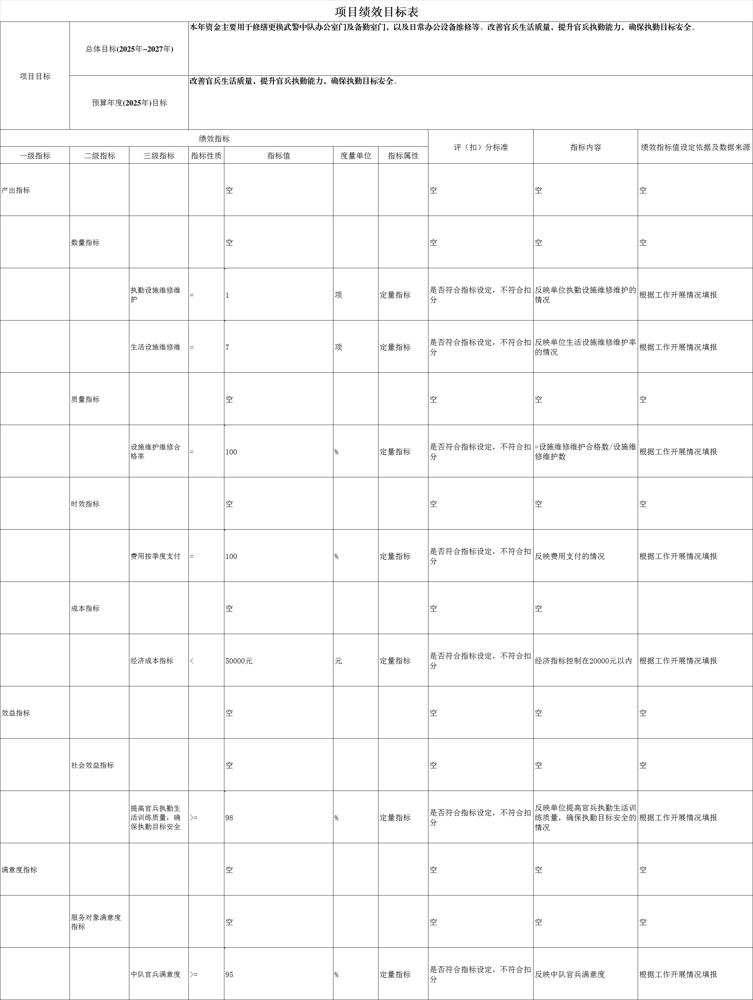 项目绩效目标表
项目目标
总体目标(2025年-2027年)
本年资金主要用于修缮更换武警中队办公室门及备勤室门，以及日常办公设备维修等。改善官兵生活质量，提升官兵执勤能力，确保执勤目标安全。
预算年度(2025年)目标
改善官兵生活质量，提升官兵执勤能力，确保执勤目标安全。
绩效指标
评（扣）分标准
指标内容
绩效指标值设定依据及数据来源
一级指标 二级指标 三级指标 指标性质 指标值 度量单位 指标属性
产出指标 空 空 空 空
数量指标 空 空 空 空
执勤设施维修维
护
= 1 项 定量指标
是否符合指标设定，不符合扣
分
反映单位执勤设施维修维护的
情况
根据工作开展情况填报
生活设施维修维 = 7 项 定量指标
是否符合指标设定，不符合扣
分
反映单位生活设施维修维护率
的情况
根据工作开展情况填报
质量指标 空 空 空 空
设施维护维修合
格率
= 100 % 定量指标
是否符合指标设定，不符合扣
分
=设施维修维护合格数/设施维
修维护数
根据工作开展情况填报
时效指标 空 空 空 空
费用按季度支付 = 100 % 定量指标
是否符合指标设定，不符合扣
分
反映费用支付的情况
根据工作开展情况填报
成本指标 空 空 空
经济成本指标 < 50000元 元 定量指标
是否符合指标设定，不符合扣
分
经济指标控制在20000元以内
根据工作开展情况填报
效益指标 空 空 空 空
社会效益指标 空 空 空 空
提高官兵执勤生
活训练质量，确
保执勤目标安全
>= 98 % 定量指标
是否符合指标设定，不符合扣
分
反映单位提高官兵执勤生活训
练质量，确保执勤目标安全的
情况
根据工作开展情况填报
满意度指标 空 空 空 空
服务对象满意度
指标
空 空 空 空
中队官兵满意度 >= 95 % 定量指标
是否符合指标设定，不符合扣
分
反映中队官兵满意度
根据工作开展情况填报